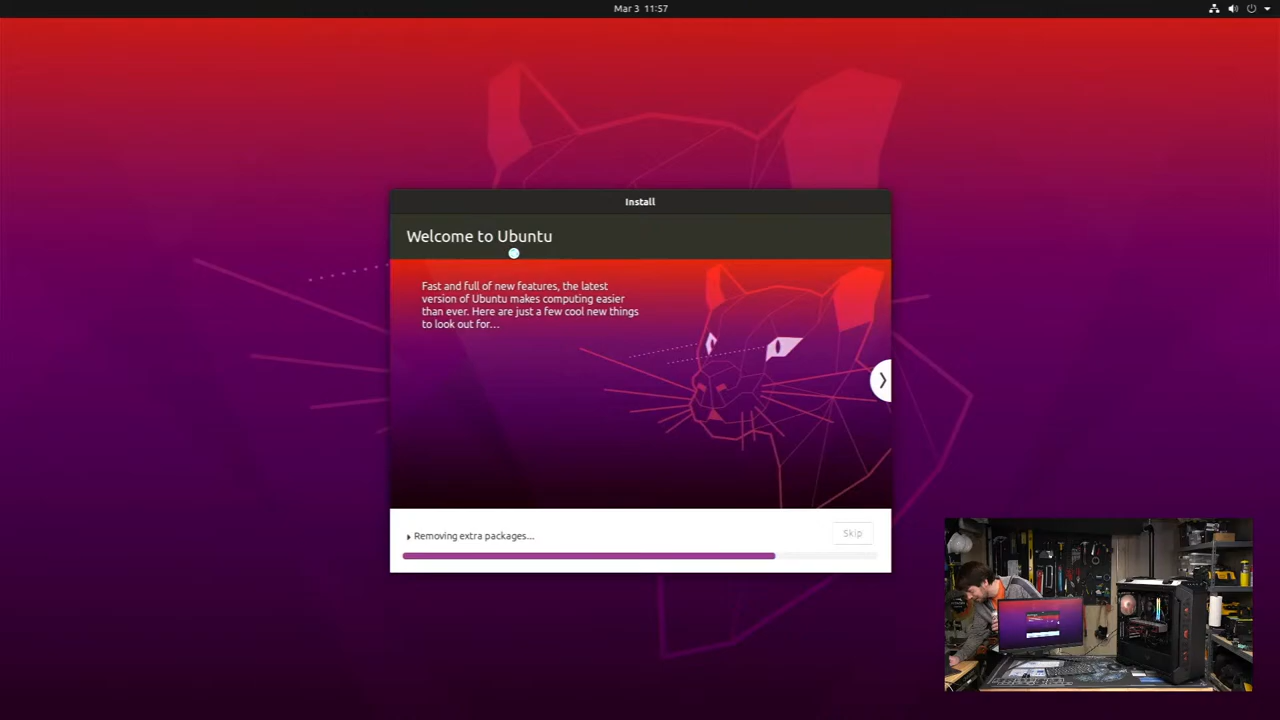 Mar 3 11:57
Install
Welcome to Ubuntu
Fast and full of new features, the latest
version of Ubuntu makes computing easier
than ever. Here are just a few cool new things
to look out for...
Removing extra packages...
Skip